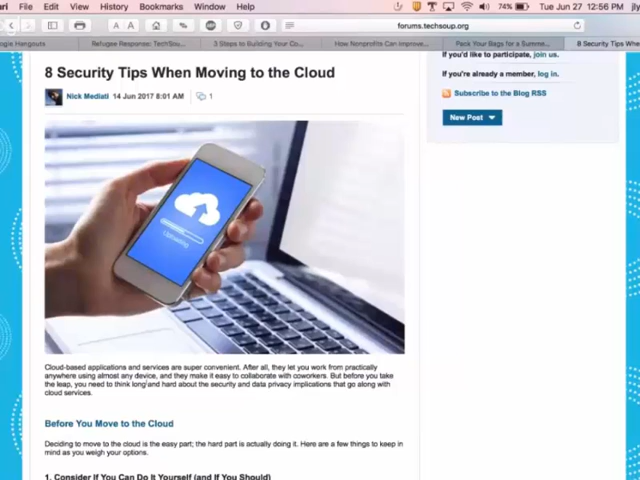 ari File Edit View History Bookmarks Window Help 74% Tue Jun 27 12:56 PM
A A forums.techsoup.org
Refugee Response: TechSou... 3 Steps to Building Your Co... How Nonprofits Can Improve... Pack Your Bags for a Summe... 8 Security Tips When
8 Security Tips When Moving to the Cloud
Nick Mediati 14 Jun 2017 8:01 AM 1
If you'd like to participate, join us.
If you're already a member, log in.
Subscribe to the Blog RSS
New Post
Uploading
Cloud-based applications and services are super convenient. After all, they let you work from practically
anywhere using almost any device, and they make it easy to collaborate with coworkers. But before you take
the leap, you need to think long and hard about the security and data privacy implications that go along with
cloud services.
Before You Move to the Cloud
Deciding to move to the cloud is the easy part; the hard part is actually doing it. Here are a few things to keep in
mind as you weigh your options.
1. Consider If You Can Do It Yourself (and If You Should)